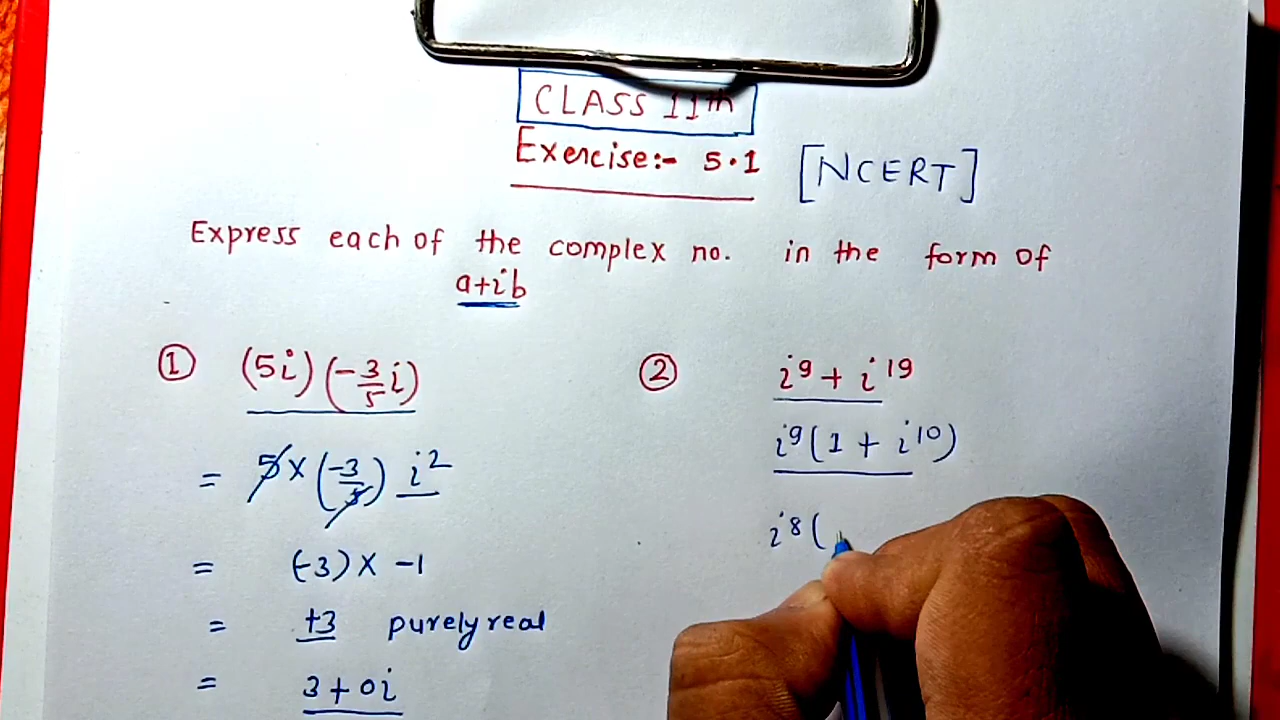 CLASS 11th
Exercise:- 5.1 [NCERT]
Express each of the complex no. in the form of
a+ib
① (5i)(-3/5 i)
= 5×(-3/5) i²
= (-3)× -1
= +3 purely real
= 3+0i
② i⁹ + i¹⁹
i⁹(1 + i¹⁰)
i⁸(